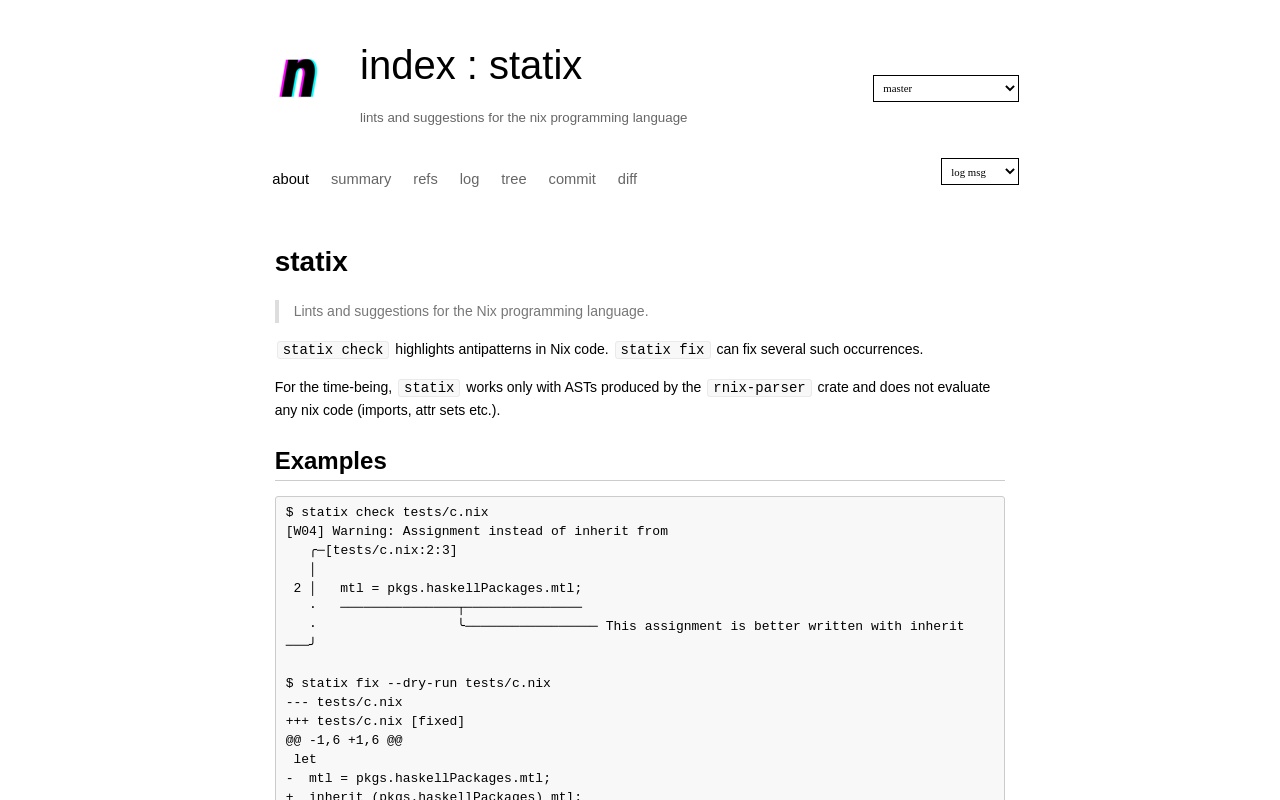 n
index : statix
master
lints and suggestions for the nix programming language
about summary refs log tree commit diff
log msg
statix
Lints and suggestions for the Nix programming language.
statix check highlights antipatterns in Nix code. statix fix can fix several such occurrences.
For the time-being, statix works only with ASTs produced by the rnix-parser crate and does not evaluate
any nix code (imports, attr sets etc.).
Examples
$ statix check tests/c.nix
[W04] Warning: Assignment instead of inherit from
   ╭─[tests/c.nix:2:3]
   │
 2 │   mtl = pkgs.haskellPackages.mtl;
   ·   ───────────────┬───────────────
   ·                  ╰───────────────── This assignment is better written with inherit
───╯
$ statix fix --dry-run tests/c.nix
--- tests/c.nix
+++ tests/c.nix [fixed]
@@ -1,6 +1,6 @@
 let
-  mtl = pkgs.haskellPackages.mtl;
+  inherit (pkgs.haskellPackages) mtl;